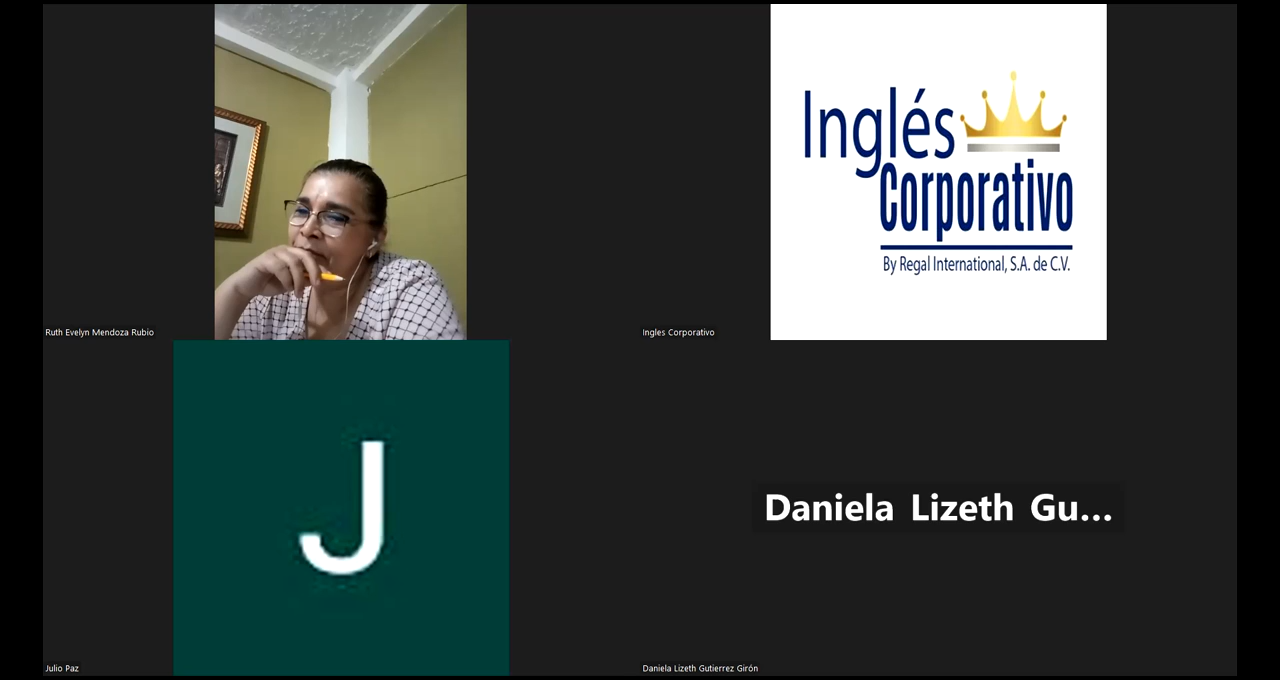 Inglés
Corporativo
By Regal International, S.A. de C.V.
Ruth Evelyn Mendoza Rubio
Ingles Corporativo
J
Daniela Lizeth Gu...
Julio Paz
Daniela Lizeth Gutierrez Girón